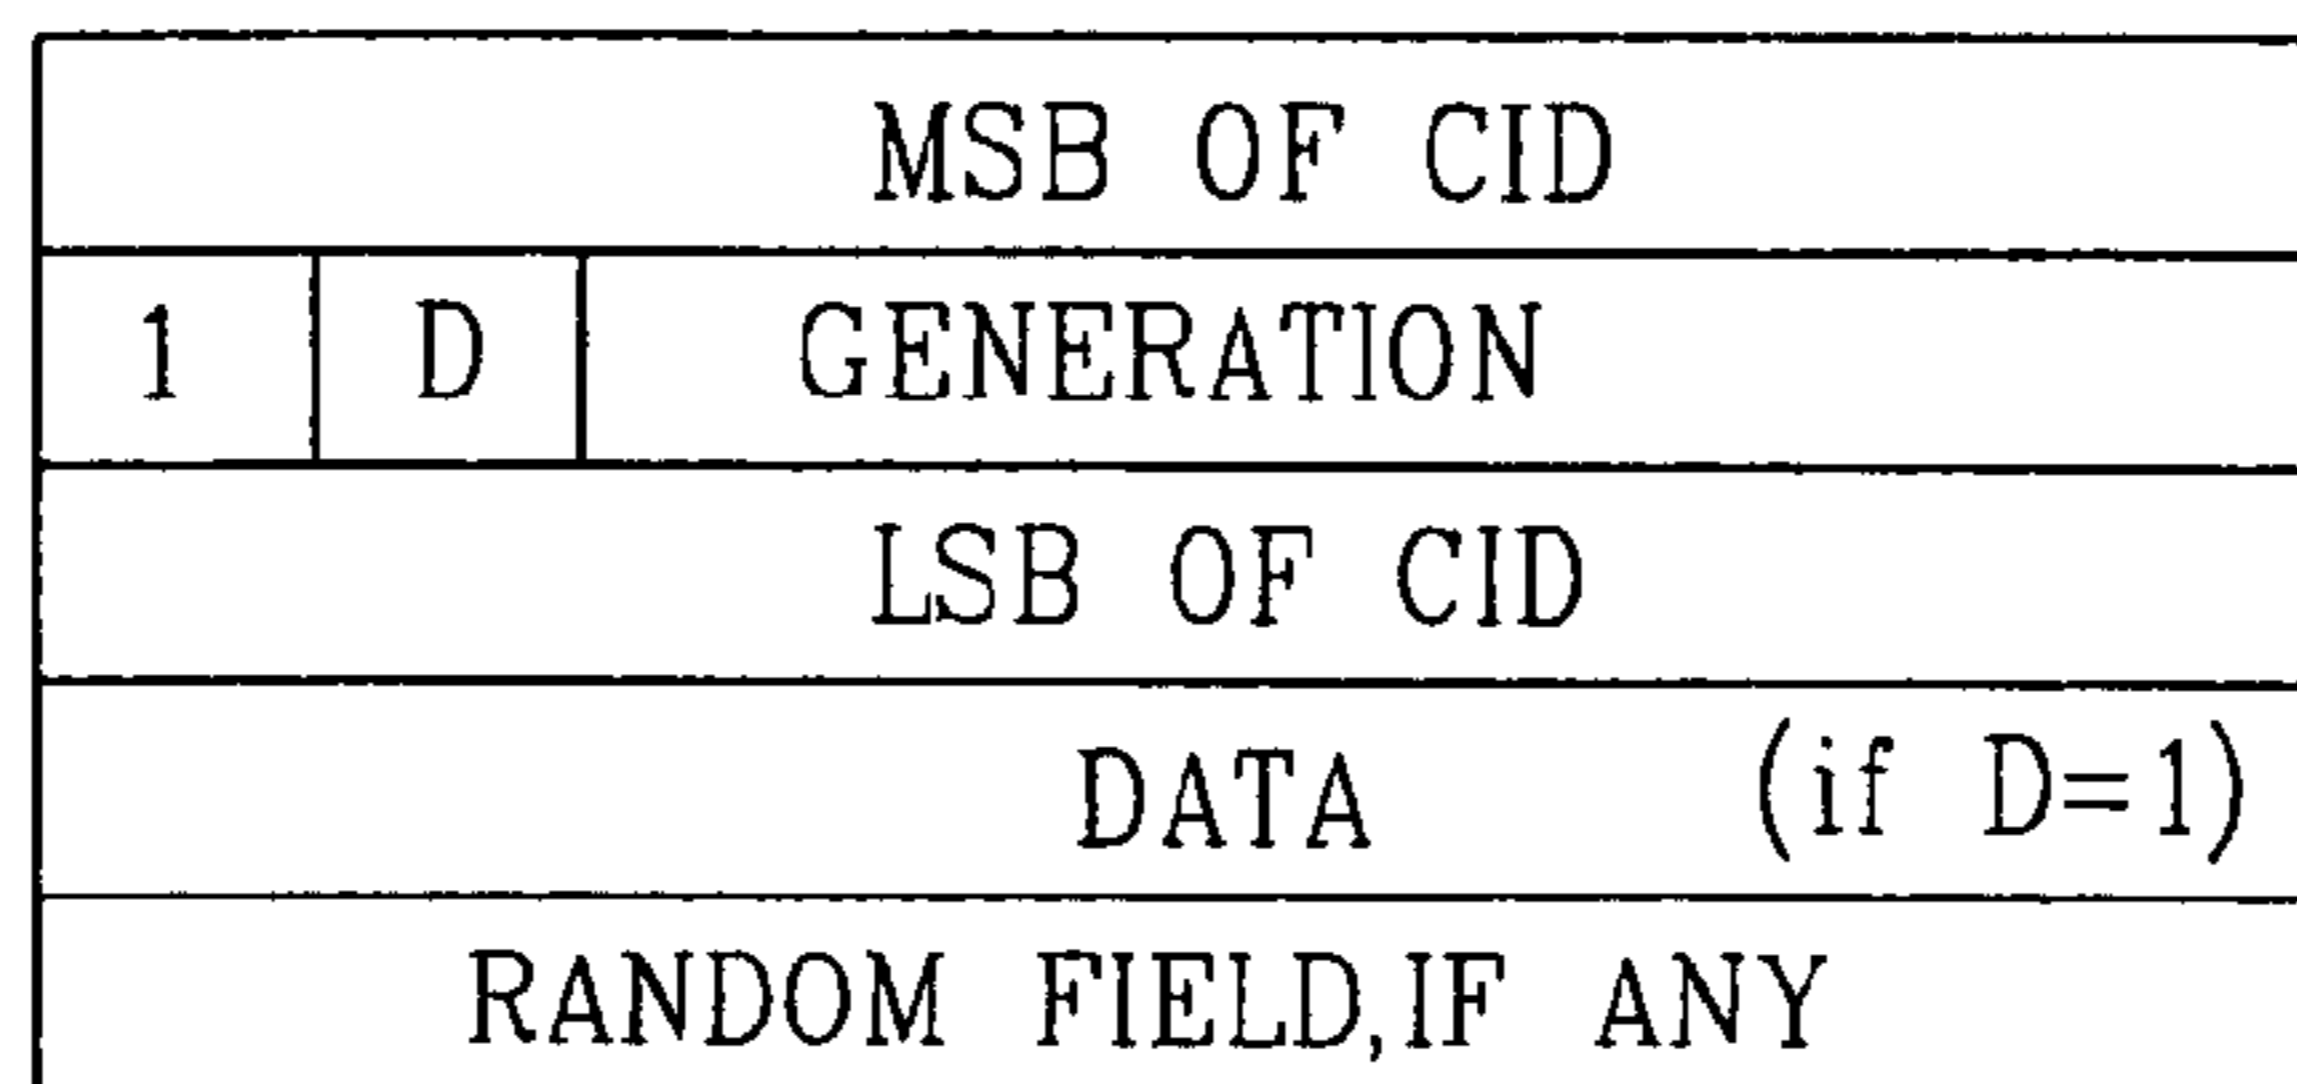 MSB OF CID
1 D GENERATION
LSB OF CID
DATA (if D=1)
RANDOM FIELD,IF ANY